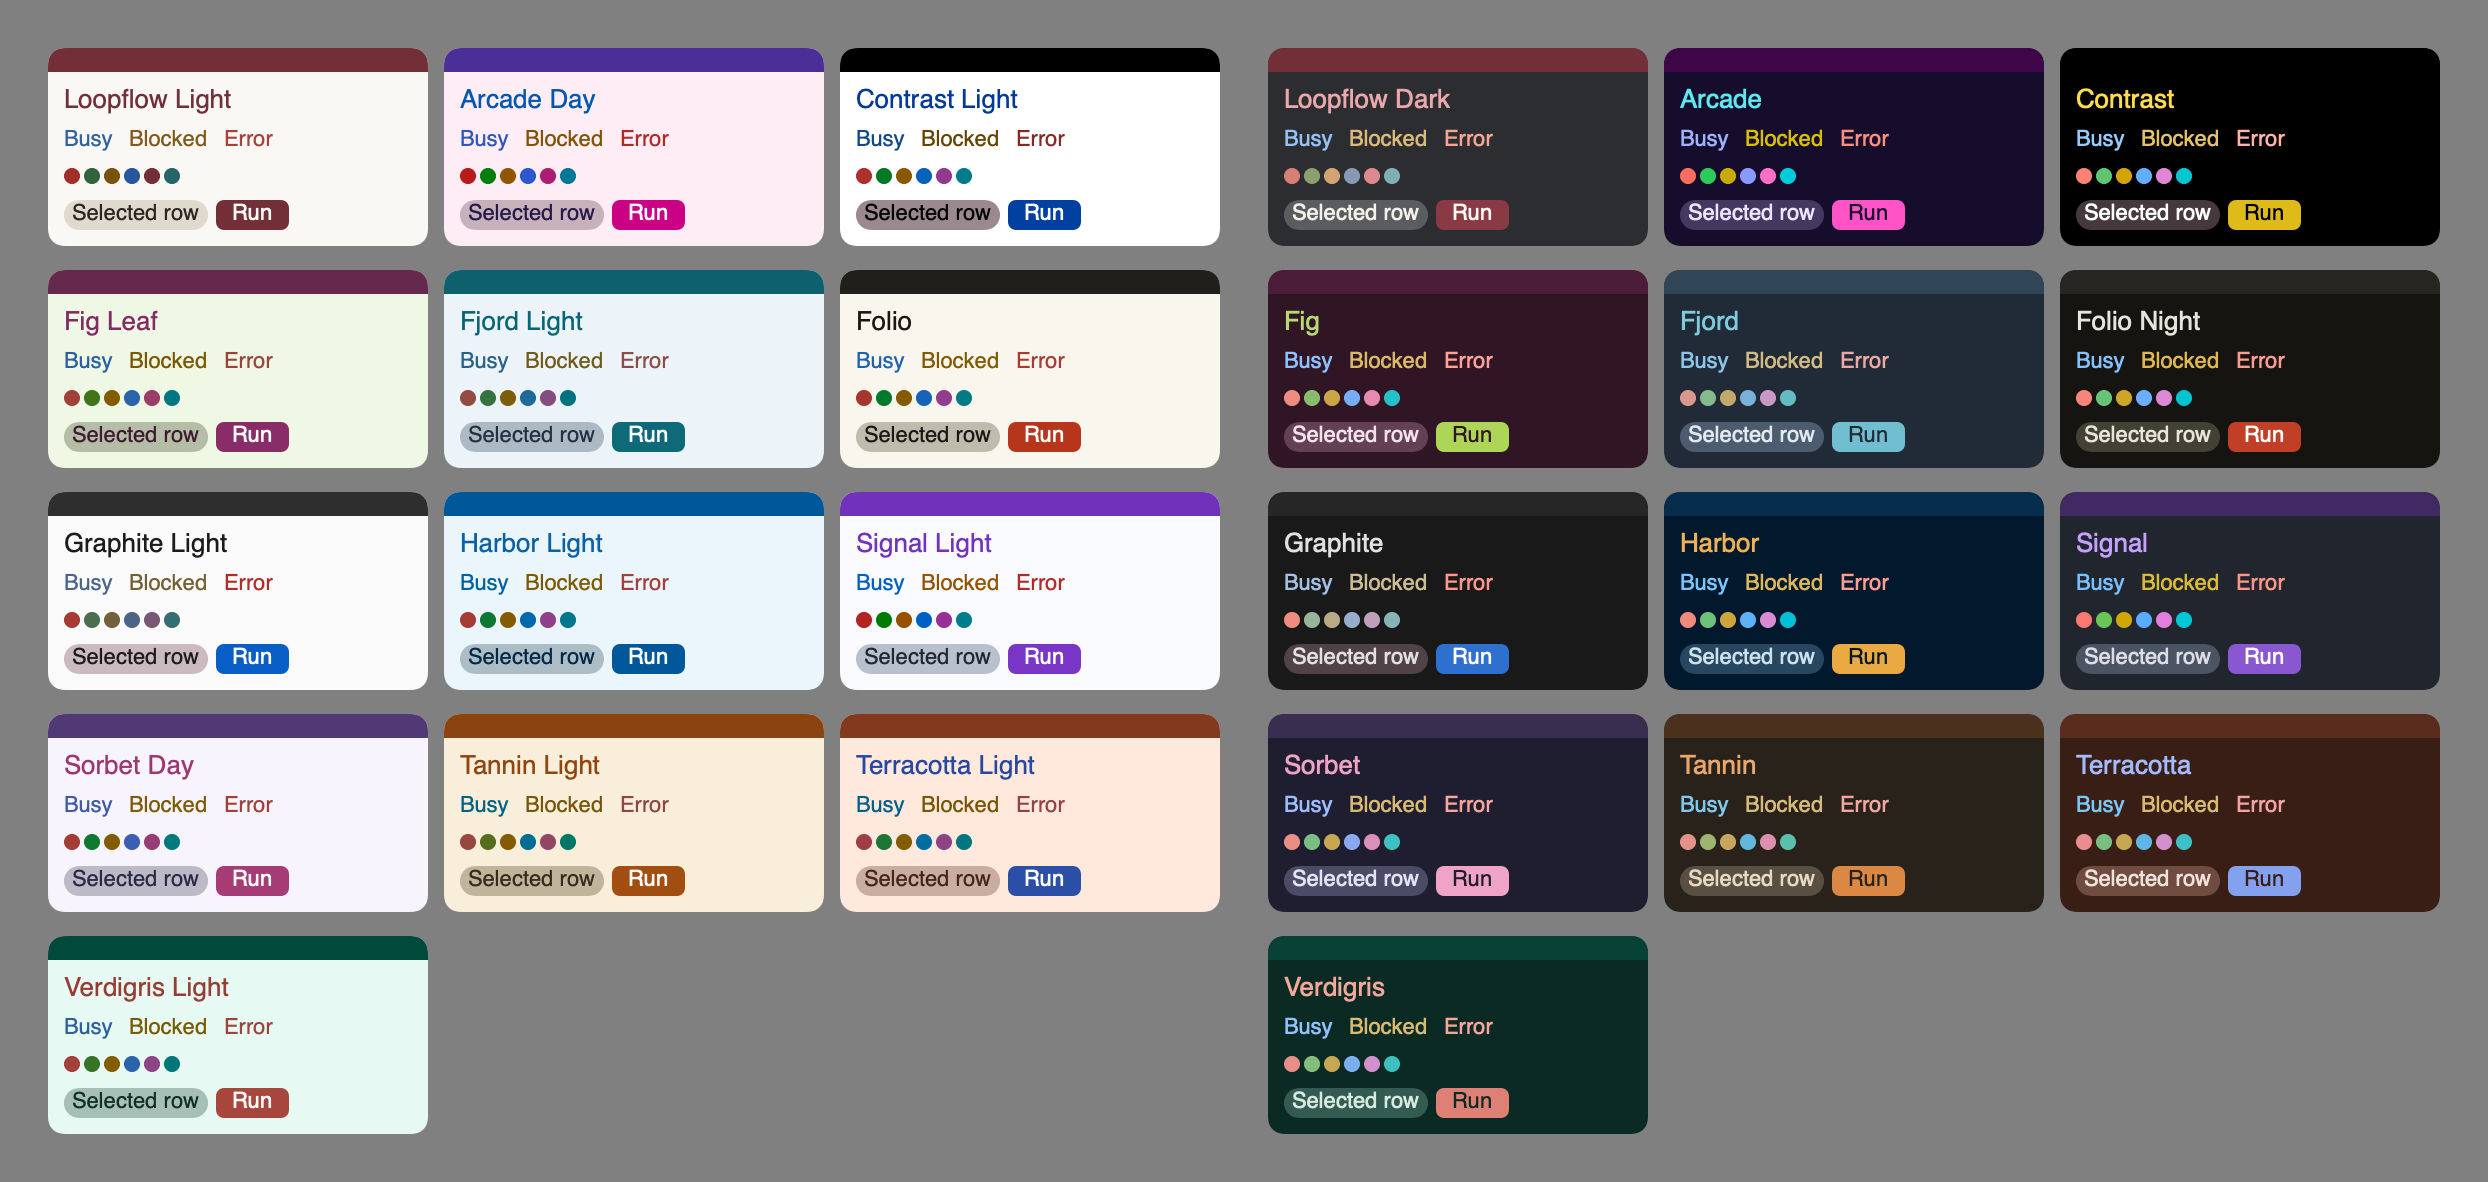 Loopflow Light
Busy Blocked Error
Selected row Run
Arcade Day
Busy Blocked Error
Selected row Run
Contrast Light
Busy Blocked Error
Selected row Run
Loopflow Dark
Busy Blocked Error
Selected row Run
Arcade
Busy Blocked Error
Selected row Run
Contrast
Busy Blocked Error
Selected row Run
Fig Leaf
Busy Blocked Error
Selected row Run
Fjord Light
Busy Blocked Error
Selected row Run
Folio
Busy Blocked Error
Selected row Run
Fig
Busy Blocked Error
Selected row Run
Fjord
Busy Blocked Error
Selected row Run
Folio Night
Busy Blocked Error
Selected row Run
Graphite Light
Busy Blocked Error
Selected row Run
Harbor Light
Busy Blocked Error
Selected row Run
Signal Light
Busy Blocked Error
Selected row Run
Graphite
Busy Blocked Error
Selected row Run
Harbor
Busy Blocked Error
Selected row Run
Signal
Busy Blocked Error
Selected row Run
Sorbet Day
Busy Blocked Error
Selected row Run
Tannin Light
Busy Blocked Error
Selected row Run
Terracotta Light
Busy Blocked Error
Selected row Run
Sorbet
Busy Blocked Error
Selected row Run
Tannin
Busy Blocked Error
Selected row Run
Terracotta
Busy Blocked Error
Selected row Run
Verdigris Light
Busy Blocked Error
Selected row Run
Verdigris
Busy Blocked Error
Selected row Run